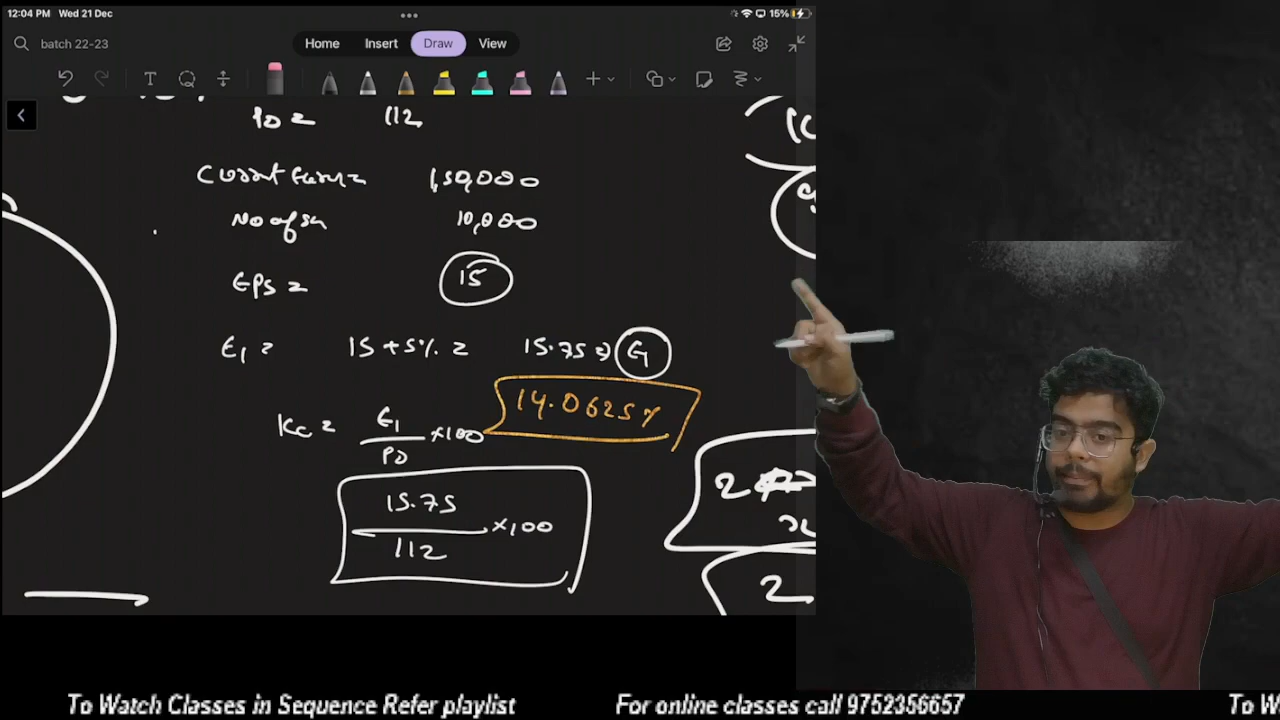 12:04 PM Wed 21 Dec
15%
batch 22-23
Home Insert Draw View
P0 = 112
1,50,000
No of sh 10,000
EPS = 15
E1 = 15 + 5% = 15.75 ⇒ E1
14.0625%
Kc = E1 / P0 ×100
15.75 / 112 ×100
2
2
To Watch Classes in Sequence Refer playlist For online classes call 9752356657 To W